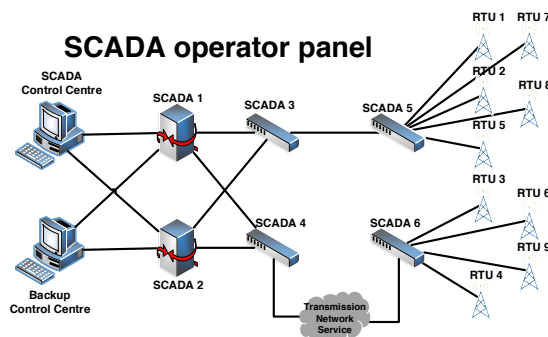 SCADA operator panel
RTU 1
RTU 7
SCADA
Control Centre
SCADA 1
SCADA 3
SCADA 5
RTU 2
RTU 8
RTU 5
RTU 3
RTU 6
Backup
Control Centre
SCADA 2
SCADA 4
SCADA 6
RTU 4
RTU 9
Transmission
Network
Service